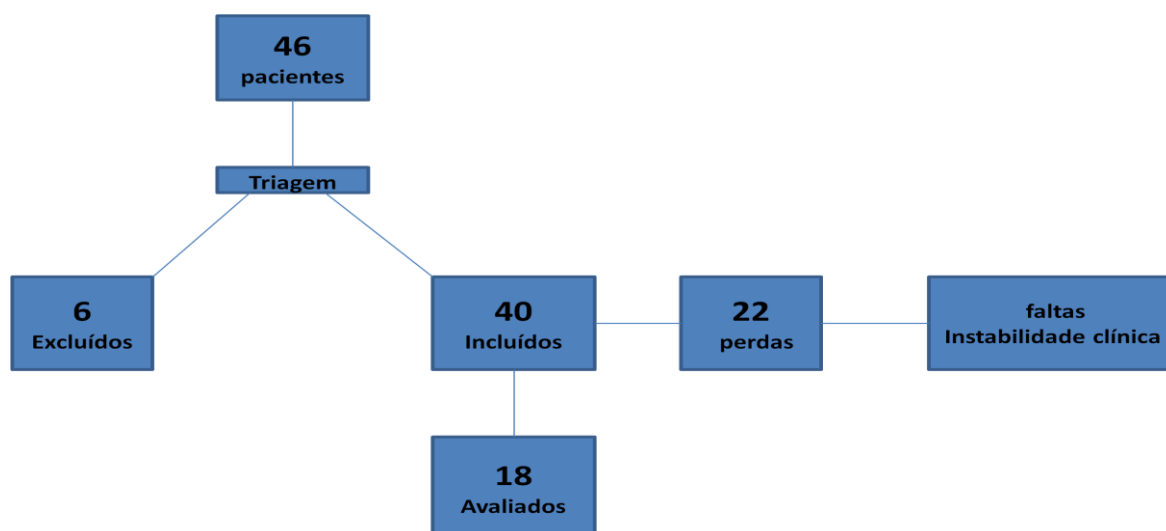 46
pacientes
Triagem
6
Excluídos
40
Incluídos
22
perdas
faltas
Instabilidade clínica
18
Avaliados